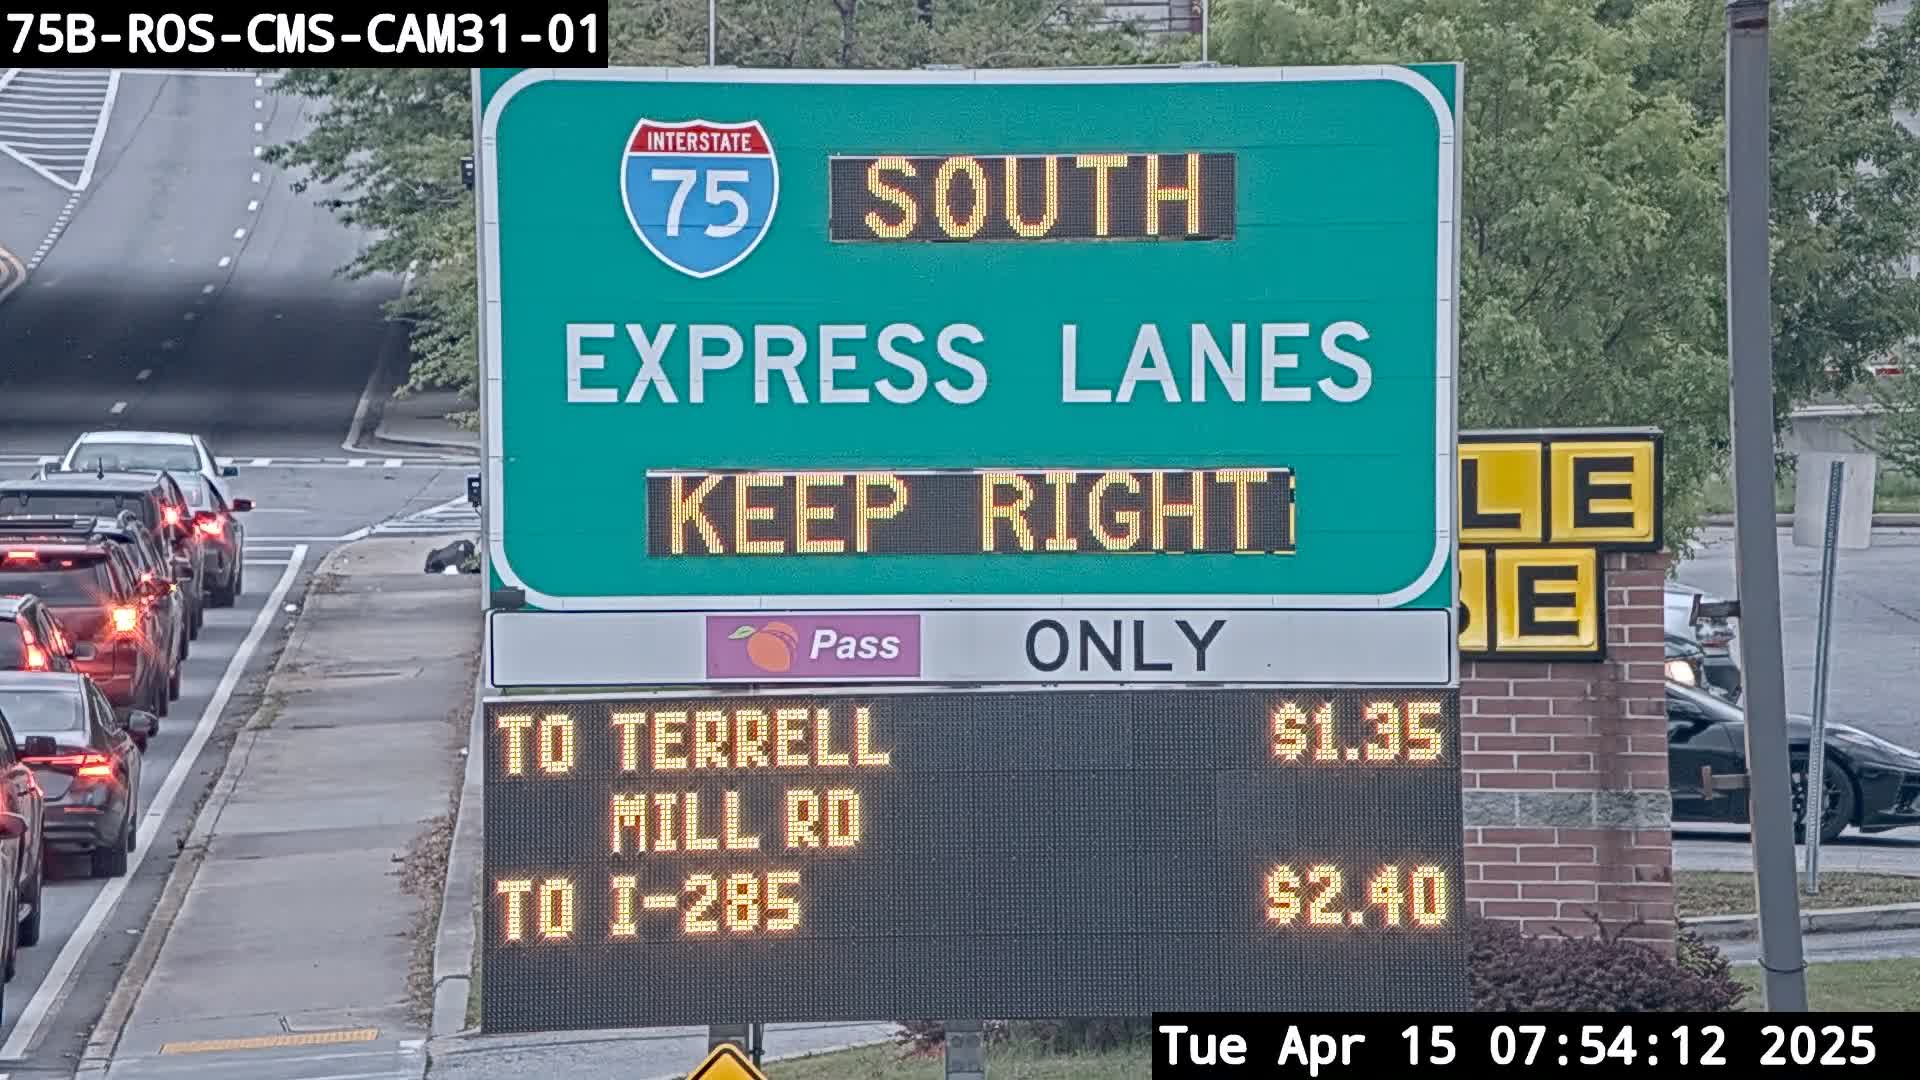 75B-ROS-CMS-CAM31-01
INTERSTATE
75
SOUTH
EXPRESS LANES
KEEP RIGHT
LE
E
Pass ONLY
TO TERRELL $1.35
MILL RD
TO I-285 $2.40
Tue Apr 15 07:54:12 2025